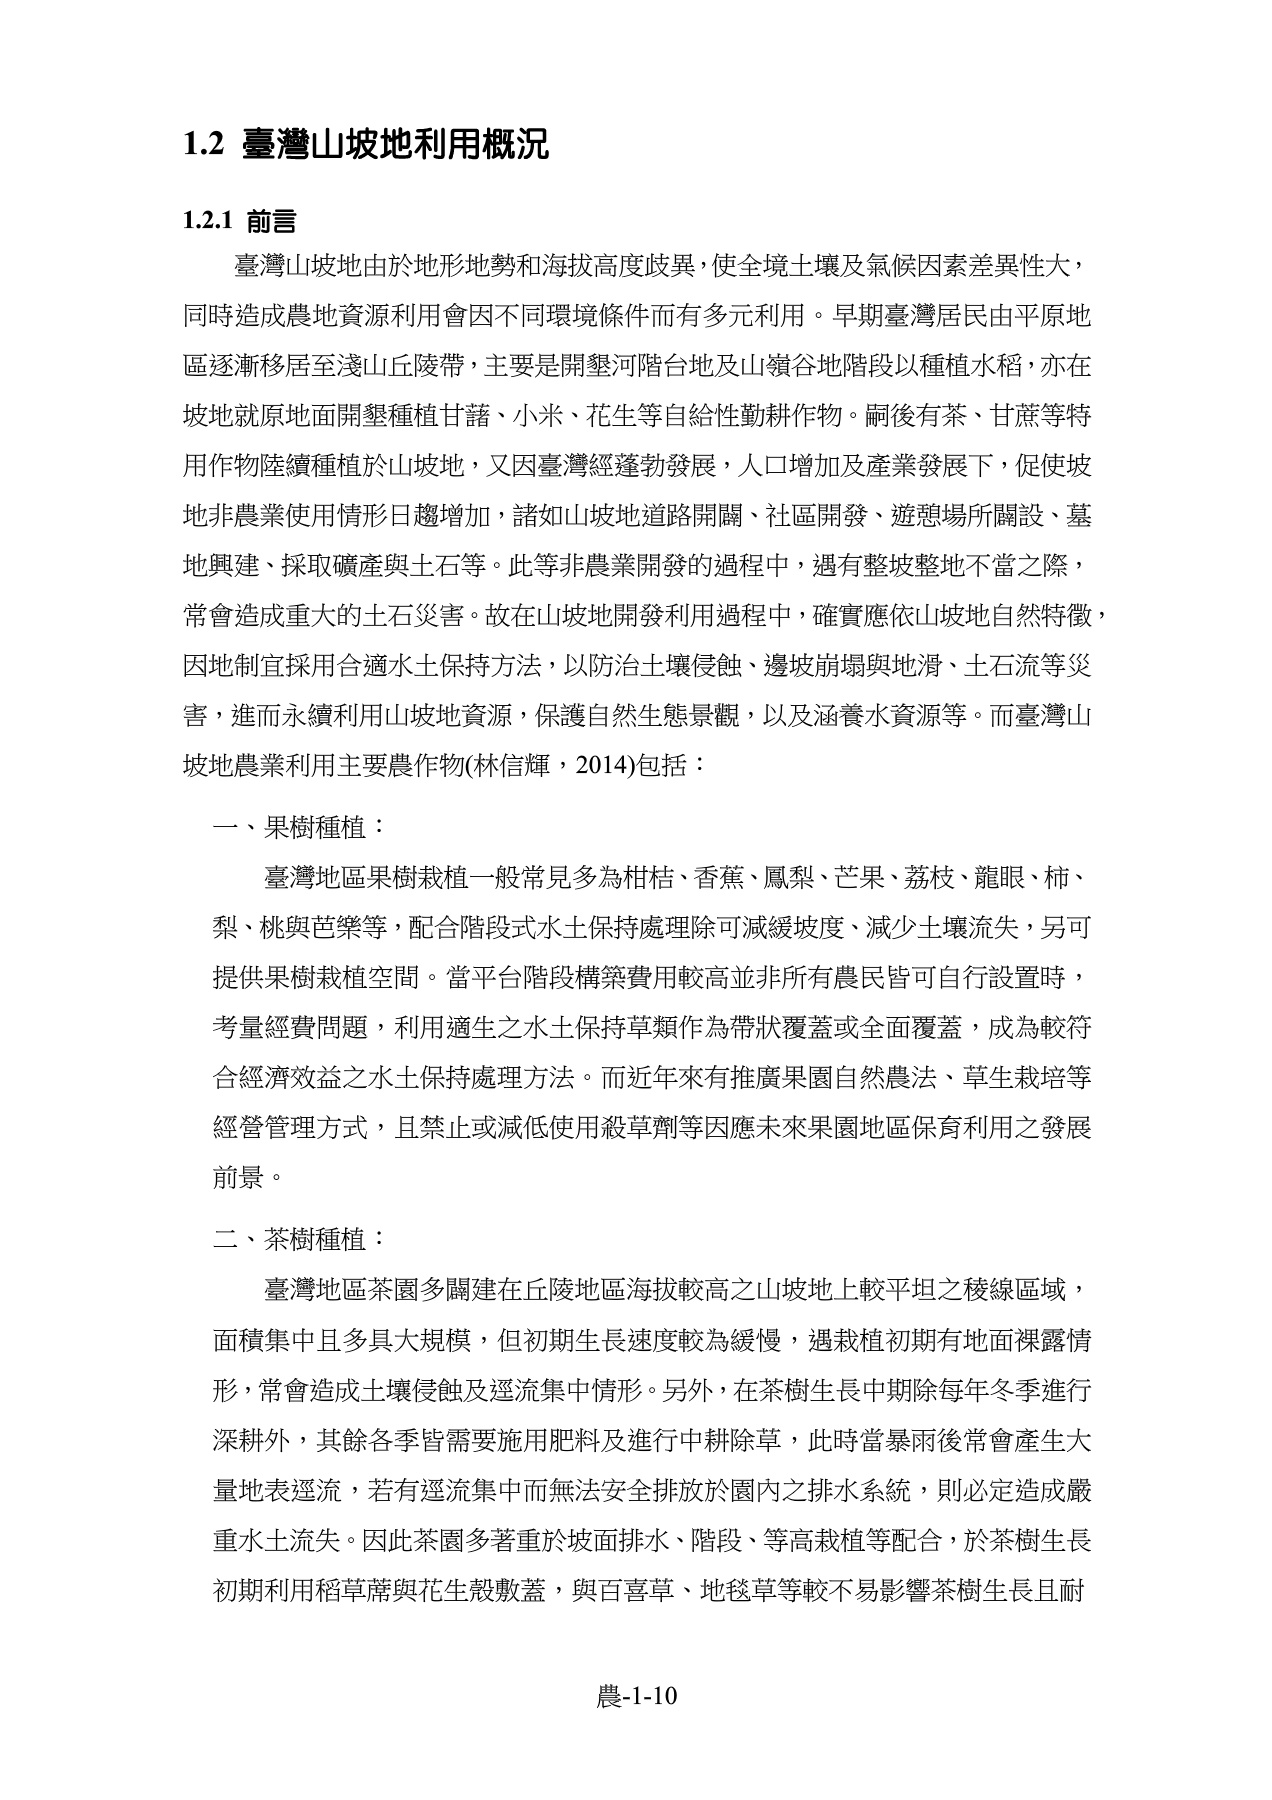 1.2 臺灣山坡地利用概況
1.2.1 前言
臺灣山坡地由於地形地勢和海拔高度歧異，使全境土壤及氣候因素差異性大，
同時造成農地資源利用會因不同環境條件而有多元利用。早期臺灣居民由平原地
區逐漸移居至淺山丘陵帶，主要是開墾河階台地及山嶺谷地階段以種植水稻，亦在
坡地就原地面開墾種植甘藷、小米、花生等自給性勤耕作物。嗣後有茶、甘蔗等特
用作物陸續種植於山坡地，又因臺灣經蓬勃發展，人口增加及產業發展下，促使坡
地非農業使用情形日趨增加，諸如山坡地道路開闢、社區開發、遊憩場所闢設、墓
地興建、採取礦產與土石等。此等非農業開發的過程中，遇有整坡整地不當之際，
常會造成重大的土石災害。故在山坡地開發利用過程中，確實應依山坡地自然特徵，
因地制宜採用合適水土保持方法，以防治土壤侵蝕、邊坡崩塌與地滑、土石流等災
害，進而永續利用山坡地資源，保護自然生態景觀，以及涵養水資源等。而臺灣山
坡地農業利用主要農作物(林信輝，2014)包括：
一、果樹種植：
臺灣地區果樹栽植一般常見多為柑桔、香蕉、鳳梨、芒果、荔枝、龍眼、柿、
梨、桃與芭樂等，配合階段式水土保持處理除可減緩坡度、減少土壤流失，另可
提供果樹栽植空間。當平台階段構築費用較高並非所有農民皆可自行設置時，
考量經費問題，利用適生之水土保持草類作為帶狀覆蓋或全面覆蓋，成為較符
合經濟效益之水土保持處理方法。而近年來有推廣果園自然農法、草生栽培等
經營管理方式，且禁止或減低使用殺草劑等因應未來果園地區保育利用之發展
前景。
二、茶樹種植：
臺灣地區茶園多闢建在丘陵地區海拔較高之山坡地上較平坦之稜線區域，
面積集中且多具大規模，但初期生長速度較為緩慢，遇栽植初期有地面裸露情
形，常會造成土壤侵蝕及逕流集中情形。另外，在茶樹生長中期除每年冬季進行
深耕外，其餘各季皆需要施用肥料及進行中耕除草，此時當暴雨後常會產生大
量地表逕流，若有逕流集中而無法安全排放於園內之排水系統，則必定造成嚴
重水土流失。因此茶園多著重於坡面排水、階段、等高栽植等配合，於茶樹生長
初期利用稻草蓆與花生殼敷蓋，與百喜草、地毯草等較不易影響茶樹生長且耐
農-1-10